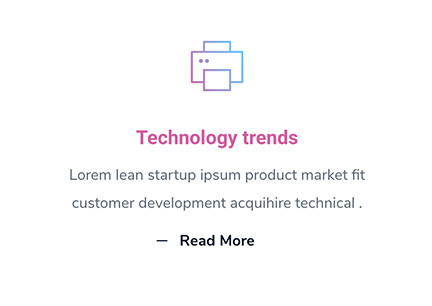 Technology trends
Lorem lean startup ipsum product market fit
customer development acquihire technical .
— Read More